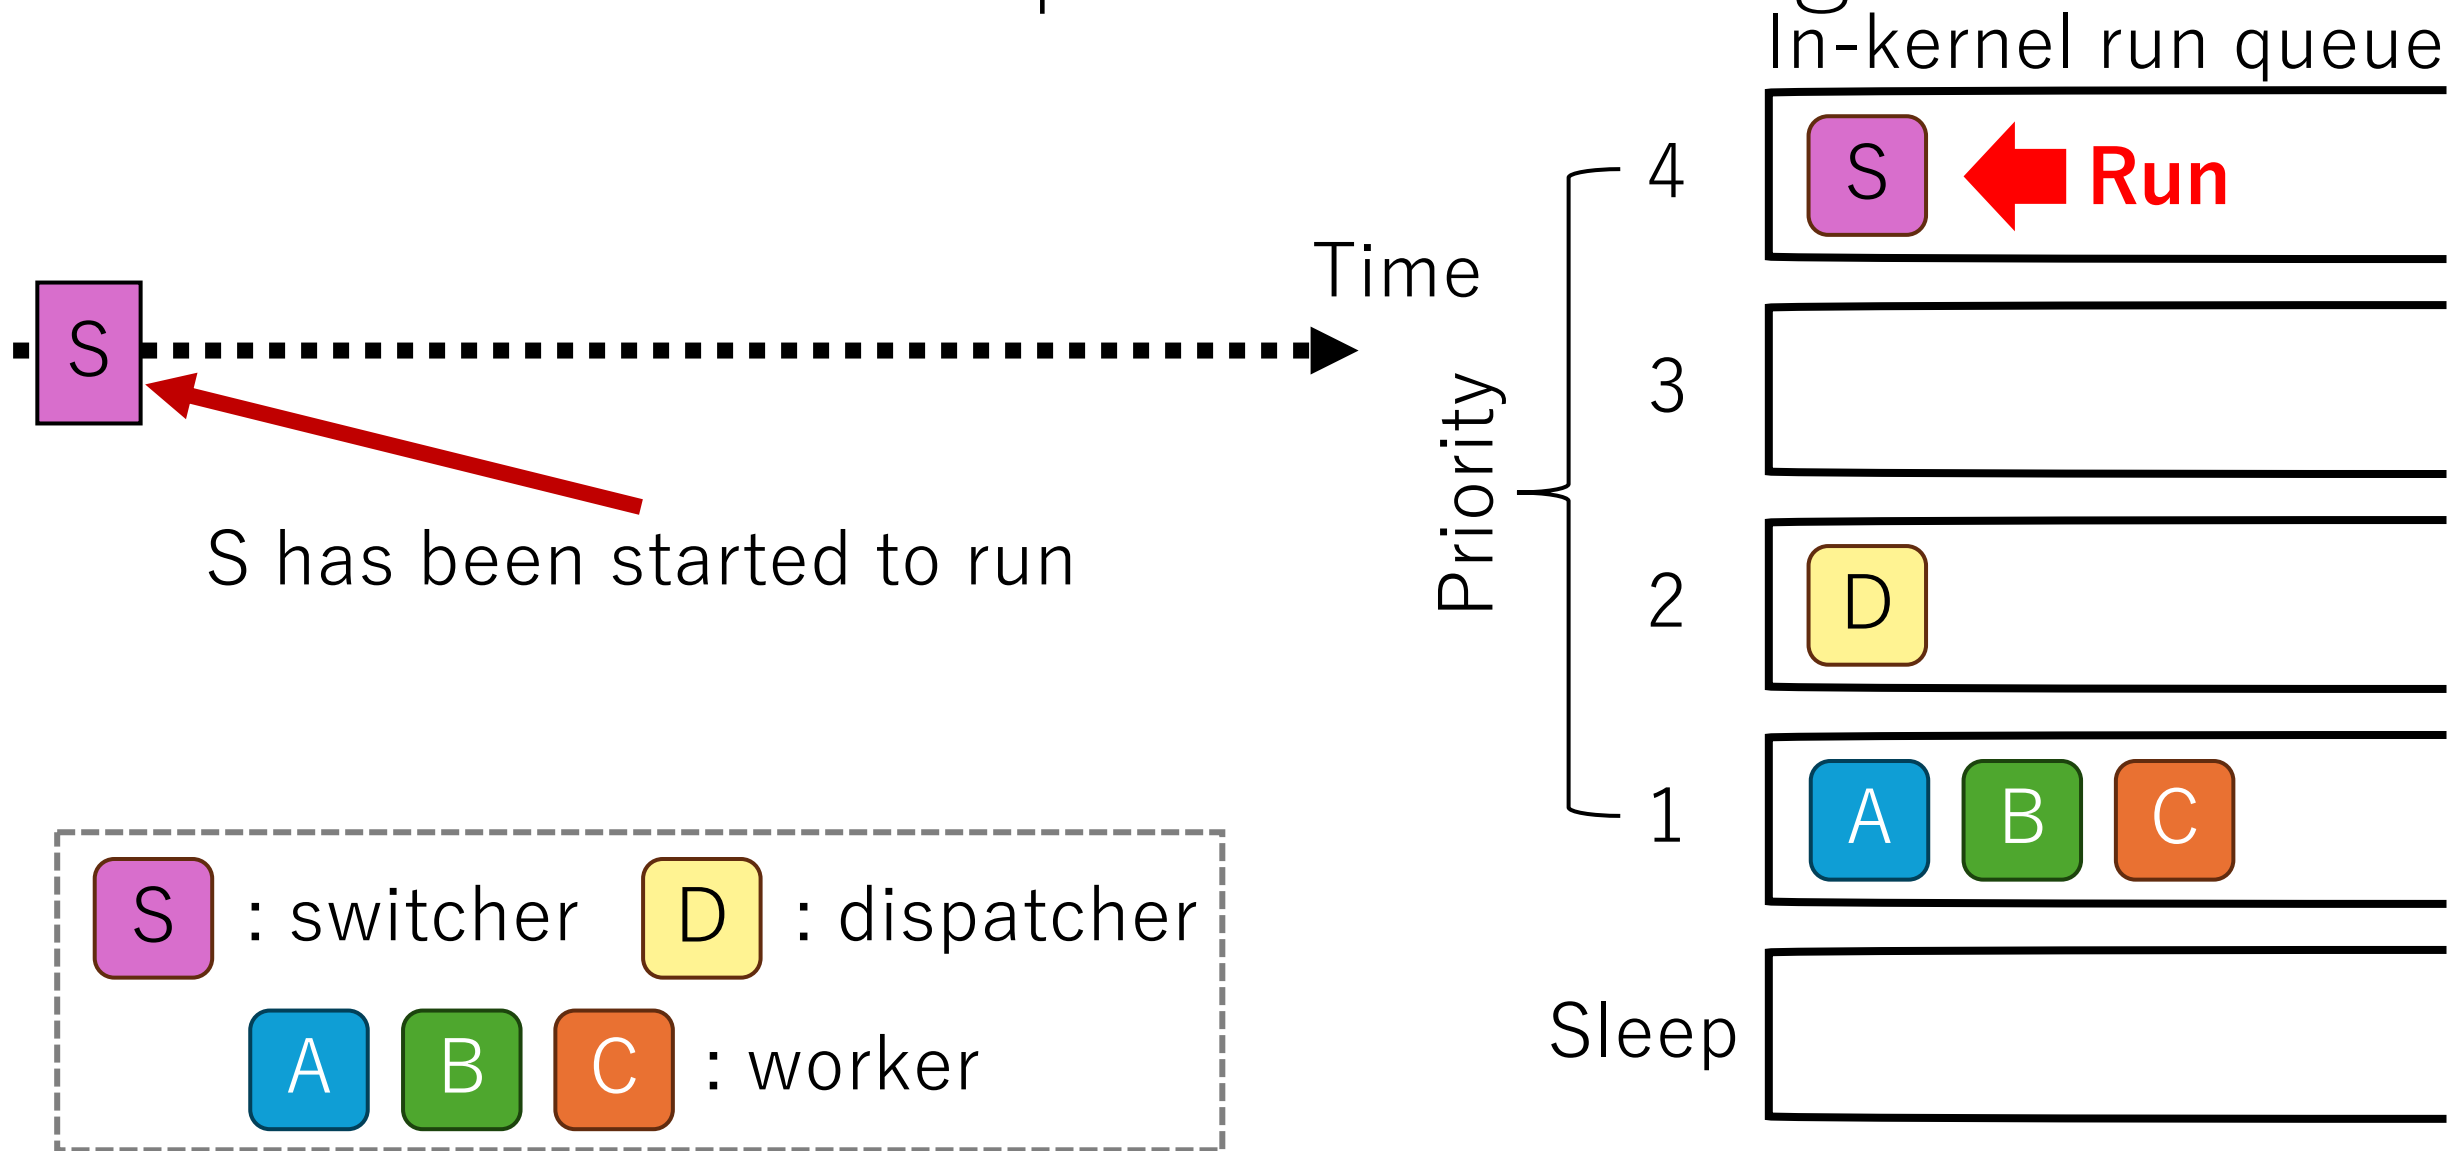 In-kernel run queue
4
S
Run
Time
S
3
Priority
S has been started to run
2
D
1
A B C
S : switcher D : dispatcher
A B C : worker
Sleep